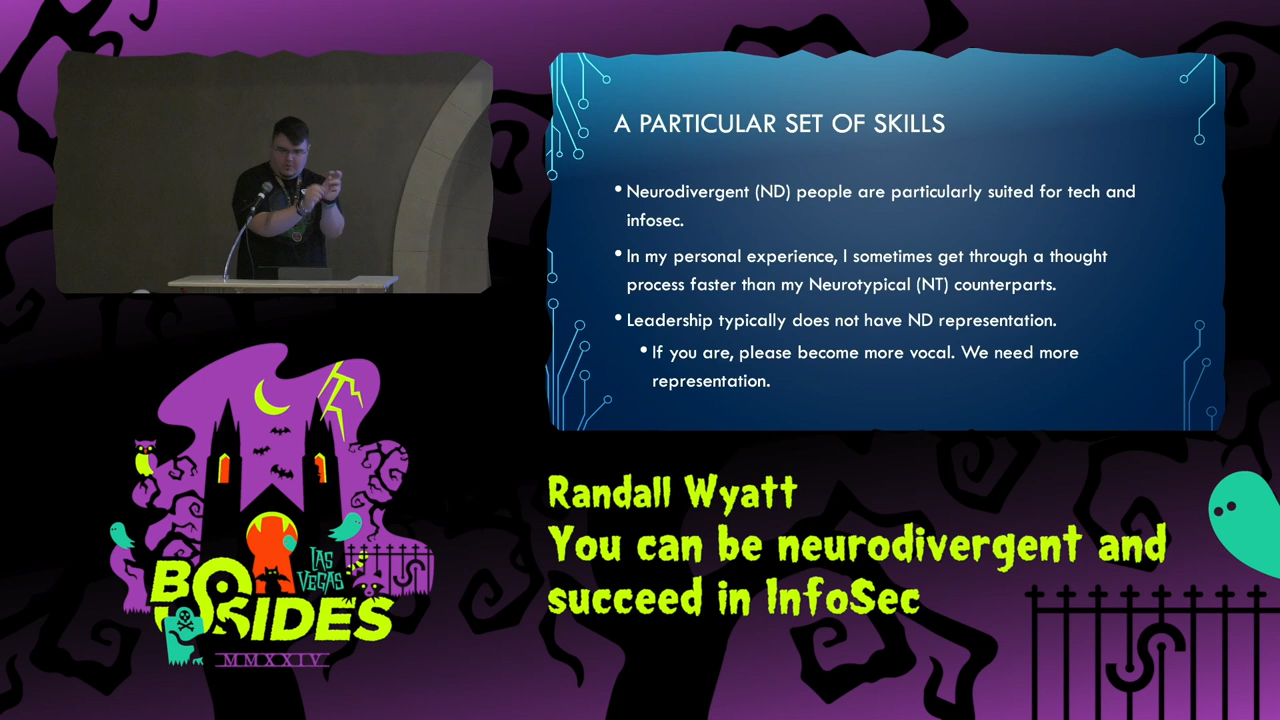 A PARTICULAR SET OF SKILLS
• Neurodivergent (ND) people are particularly suited for tech and
infosec.
• In my personal experience, I sometimes get through a thought
process faster than my Neurotypical (NT) counterparts.
• Leadership typically does not have ND representation.
• If you are, please become more vocal. We need more
representation.
Randall Wyatt
You can be neurodivergent and
succeed in InfoSec
LAS
VEGAS
BSIDES
MMXXIV